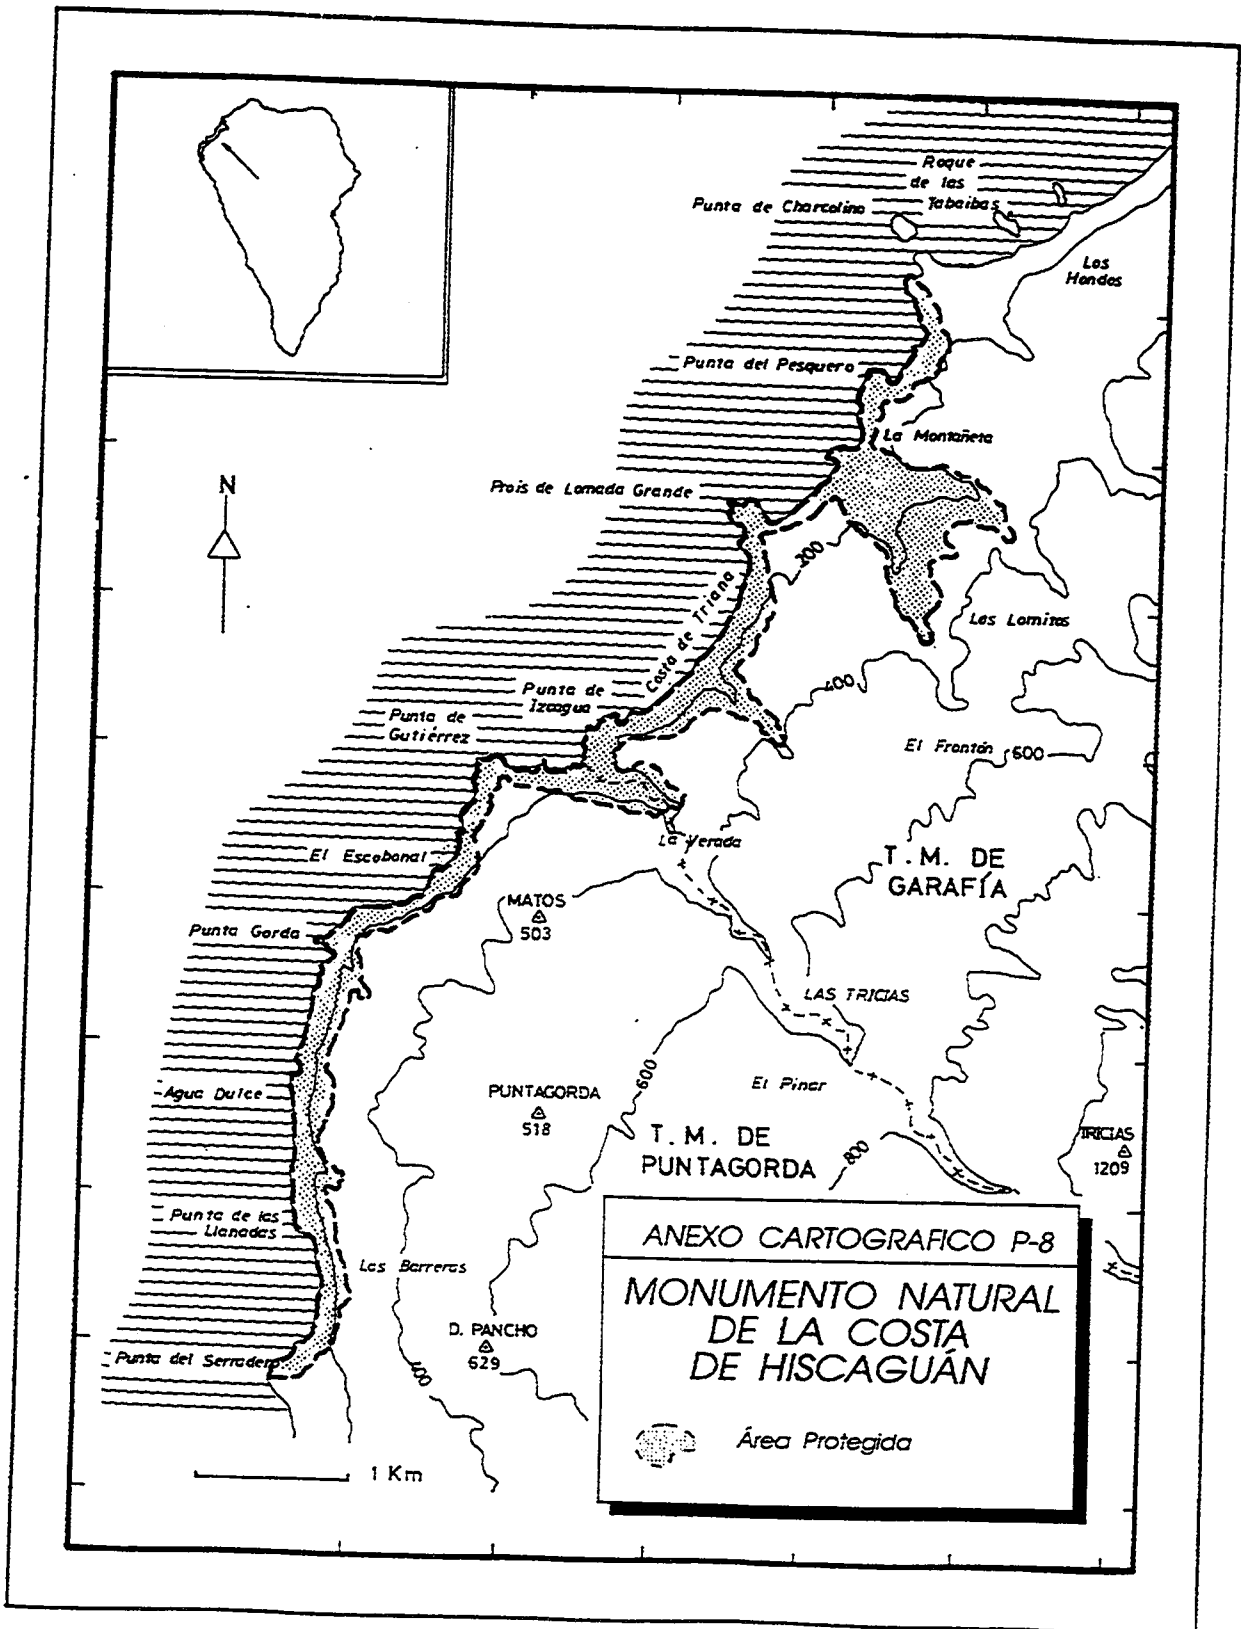 Roque
de las
Tabaibas
Punta de Charcolino
Los
Hondos
Punta del Pesquero
La Montañeta
N
Prois de Lomada Grande
200
Costa de Triana
Los Lomitos
400
Punta de
Izcagua
Punta de
Gutiérrez
El Frontón
600
La Verada
El Escobonal
T. M. DE
GARAFÍA
MATOS
503
Punta Gorda
LAS TRICIAS
600
El Pinar
Agua Dulce
PUNTAGORDA
518
T. M. DE
PUNTAGORDA
800
TRICIAS
1209
Punta de las
Llanadas
Las Barreras
D. PANCHO
629
Punta del Serradero
400
1 Km
ANEXO CARTOGRAFICO P-8
MONUMENTO NATURAL
DE LA COSTA
DE HISCAGUÁN
Área Protegida